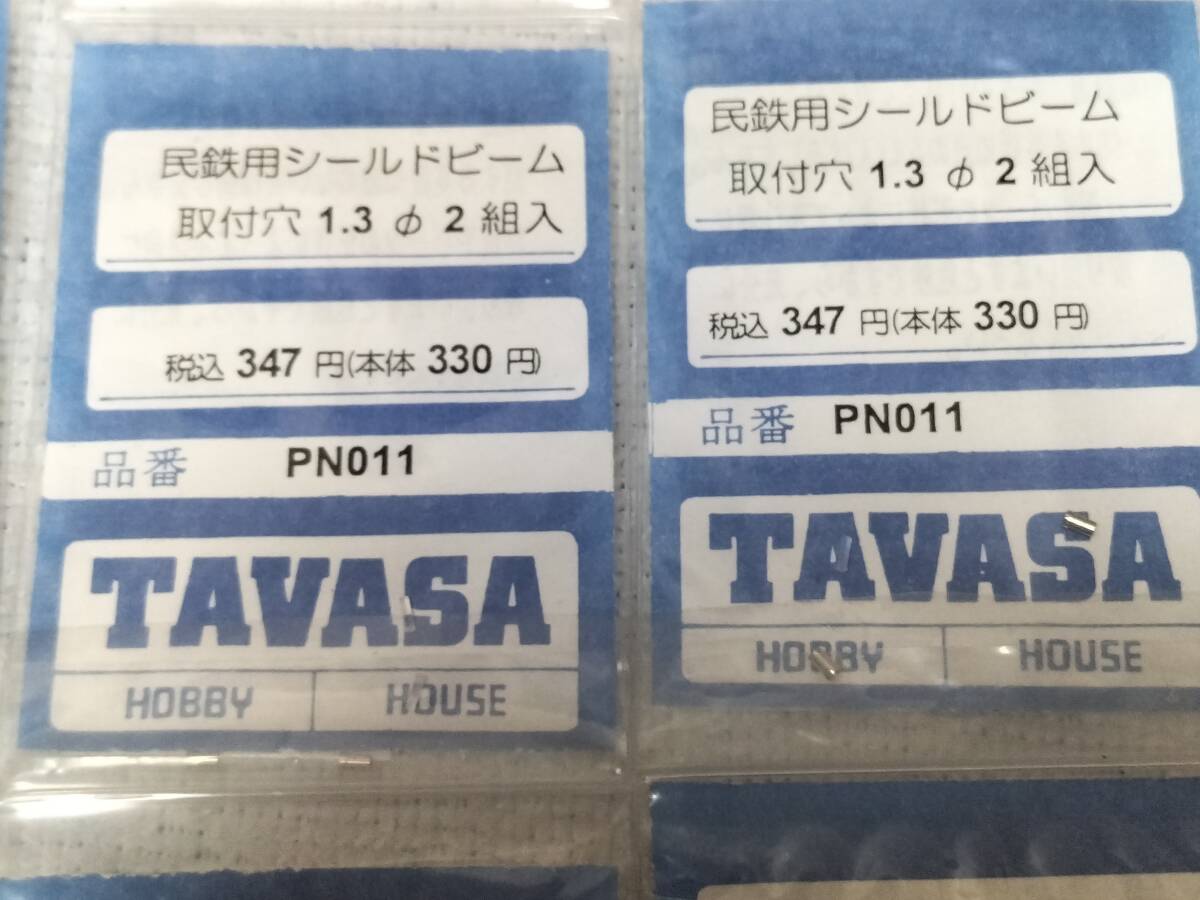 民鉄用シールドビーム
取付穴 1.3 φ 2 組入
税込 347 円(本体 330 円)
品番 PN011
TAVASA
HOBBY HOUSE
民鉄用シールドビーム
取付穴 1.3 φ 2 組入
税込 347 円(本体 330 円)
品番 PN011
TAVASA
HOBBY HOUSE